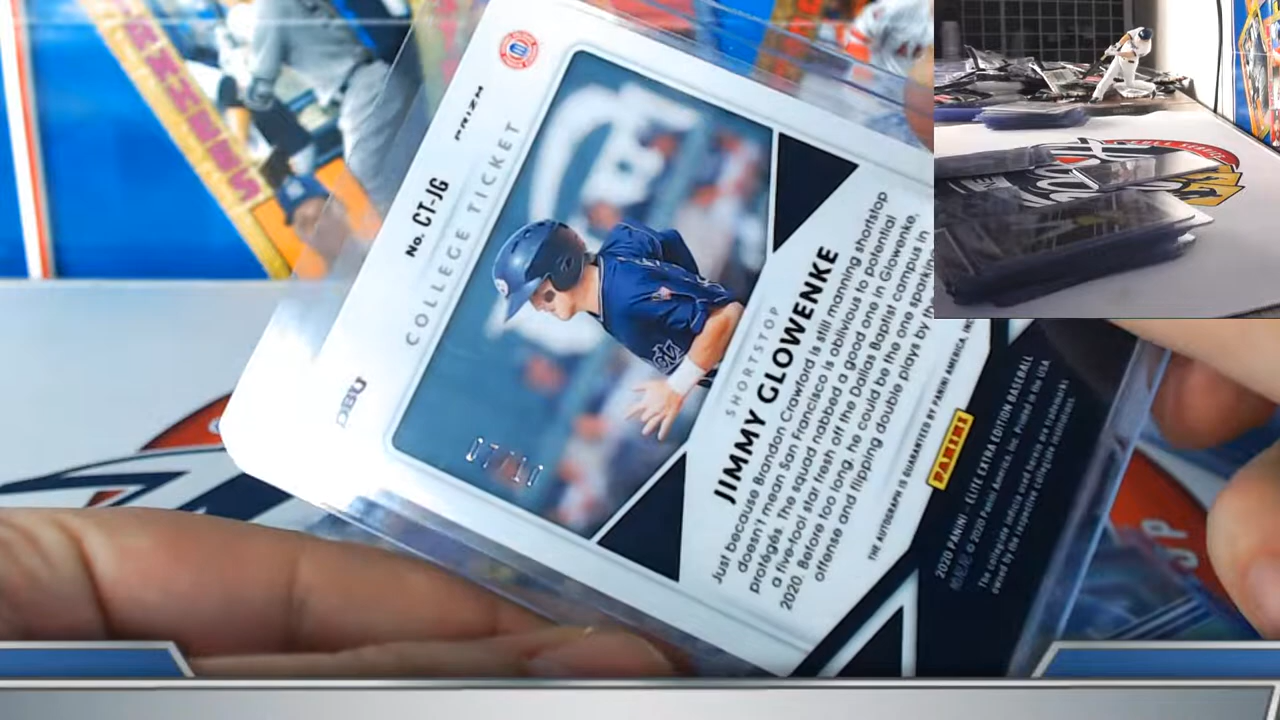 PRIZM
No. CT-JG
COLLEGE TICKET
DBU
07/10
SHORTSTOP
JIMMY GLOWENKE
Just because Brandon Crawford is still manning shortstop
doesn't mean San Francisco is oblivious to potential
protégés. The squad nabbed a good one in Glowenke,
a five-tool star fresh off the Dallas Baptist campus in
2020. Before too long, he could be the one sparking
offense and flipping double plays by the
THE AUTOGRAPH IS GUARANTEED BY PANINI AMERICA, INC.
PANINI
2020 PANINI – ELITE EXTRA EDITION BASEBALL
© 2020 Panini America, Inc. Printed in the USA
The collegiate indicia used herein are trademarks
owned by the respective collegiate institutions.